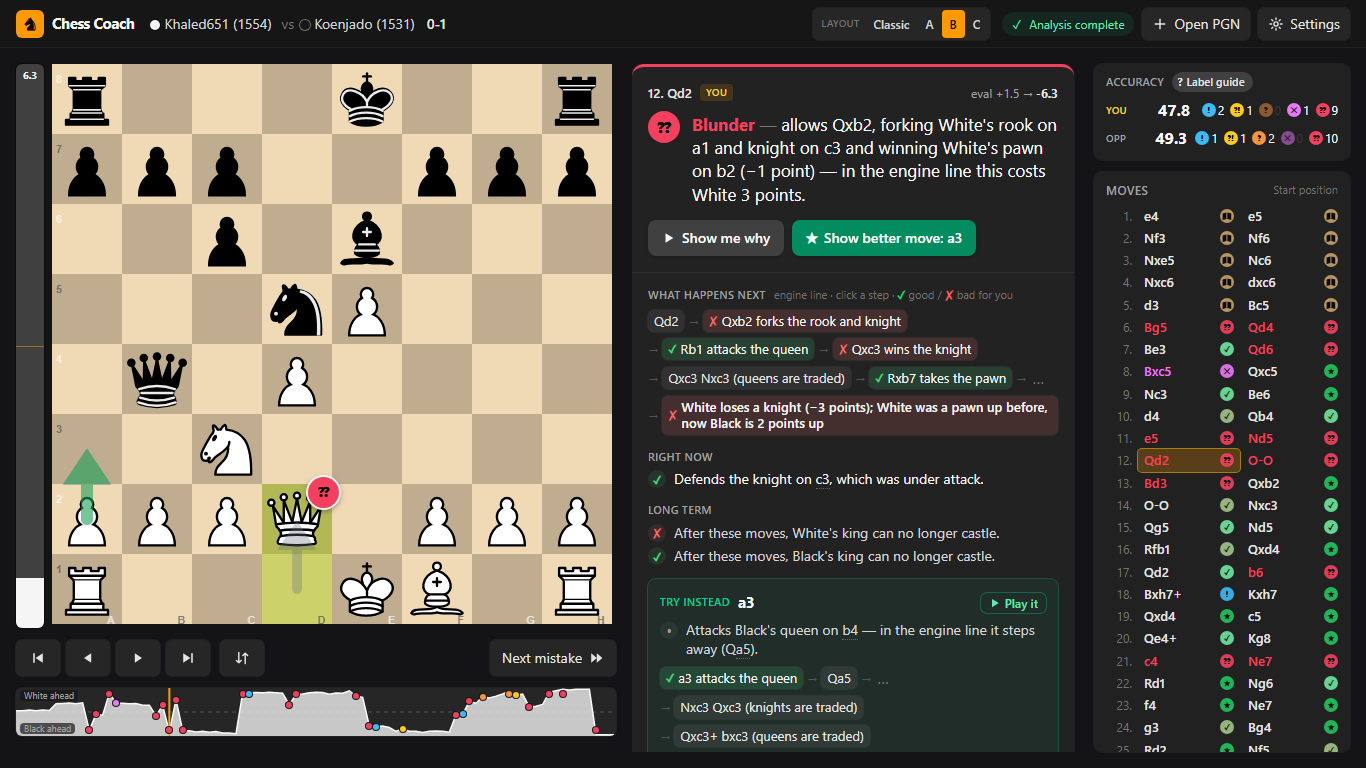 Chess Coach
Khaled651 (1554) vs Koenjado (1531) 0-1
LAYOUT Classic A B C
✓ Analysis complete
+ Open PGN
Settings
6.3
8
7
6
5
4
3
2
1
A B C D E F G H
??
Next mistake
White ahead
Black ahead
12. Qd2 YOU eval +1.5 → -6.3
?? Blunder — allows Qxb2, forking White's rook on
a1 and knight on c3 and winning White's pawn
on b2 (−1 point) — in the engine line this costs
White 3 points.
Show me why
★ Show better move: a3
WHAT HAPPENS NEXT engine line · click a step · ✓ good / ✗ bad for you
Qd2 → ✗ Qxb2 forks the rook and knight
→ ✓ Rb1 attacks the queen → ✗ Qxc3 wins the knight
→ Qxc3 Nxc3 (queens are traded) → ✓ Rxb7 takes the pawn → …
→ ✗ White loses a knight (−3 points); White was a pawn up before,
now Black is 2 points up
RIGHT NOW
✓ Defends the knight on c3, which was under attack.
LONG TERM
✗ After these moves, White's king can no longer castle.
✓ After these moves, Black's king can no longer castle.
TRY INSTEAD a3
Play it
• Attacks Black's queen on b4 — in the engine line it steps
away (Qa5).
✓ a3 attacks the queen → Qa5 → …
→ Nxc3 Qxc3 (knights are traded)
→ Qxc3+ bxc3 (queens are traded)
ACCURACY ? Label guide
YOU 47.8 ! 2 ?! 1 ? 0 ✕ 1 ?? 9
OPP 49.3 ! 1 ?! 1 ? 2 ✕ 0 ?? 10
MOVES Start position
1. e4 e5
2. Nf3 Nf6
3. Nxe5 Nc6
4. Nxc6 dxc6
5. d3 Bc5
6. Bg5 ?? Qd4 ??
7. Be3 ✓ Qd6 ??
8. Bxc5 ✕ Qxc5 ★
9. Nc3 ✓ Be6 ★
10. d4 ✓ Qb4 ✓
11. e5 ?? Nd5 ??
12. Qd2 ?? O-O ??
13. Bd3 ?? Qxb2 ★
14. O-O ✓ Nxc3 ✓
15. Qg5 ✓ Nd5 ✓
16. Rfb1 ✓ Qxd4 ★
17. Qd2 ✓ b6 ??
18. Bxh7+ ! Kxh7 ★
19. Qxd4 ★ c5 ★
20. Qe4+ ✓ Kg8 ★
21. c4 ?? Ne7 ??
22. Rd1 ★ Ng6 ✓
23. f4 ★ Ne7 ★
24. g3 ✓ Bg4 ✓
25. Rd2 Nf5